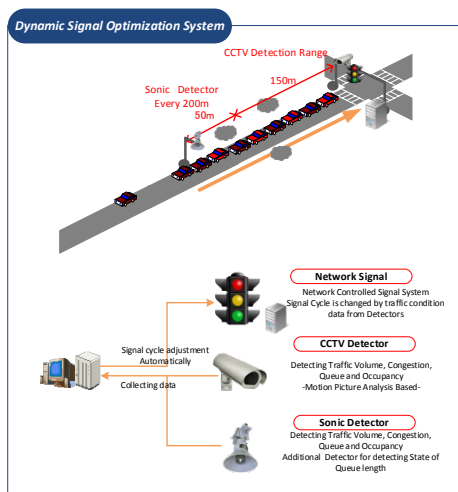 Dynamic Signal Optimization System
CCTV Detection Range
150m
Sonic Detector
Every 200m
50m
Network Signal
Network Controlled Signal System
Signal Cycle is changed by traffic condition
data from Detectors
Signal cycle adjustment
Automatically
Collecting data
CCTV Detector
Detecting Traffic Volume, Congestion,
Queue and Occupancy
-Motion Picture Analysis Based-
Sonic Detector
Detecting Traffic Volume, Congestion,
Queue and Occupancy
Additional Detector for detecting State of
Queue length